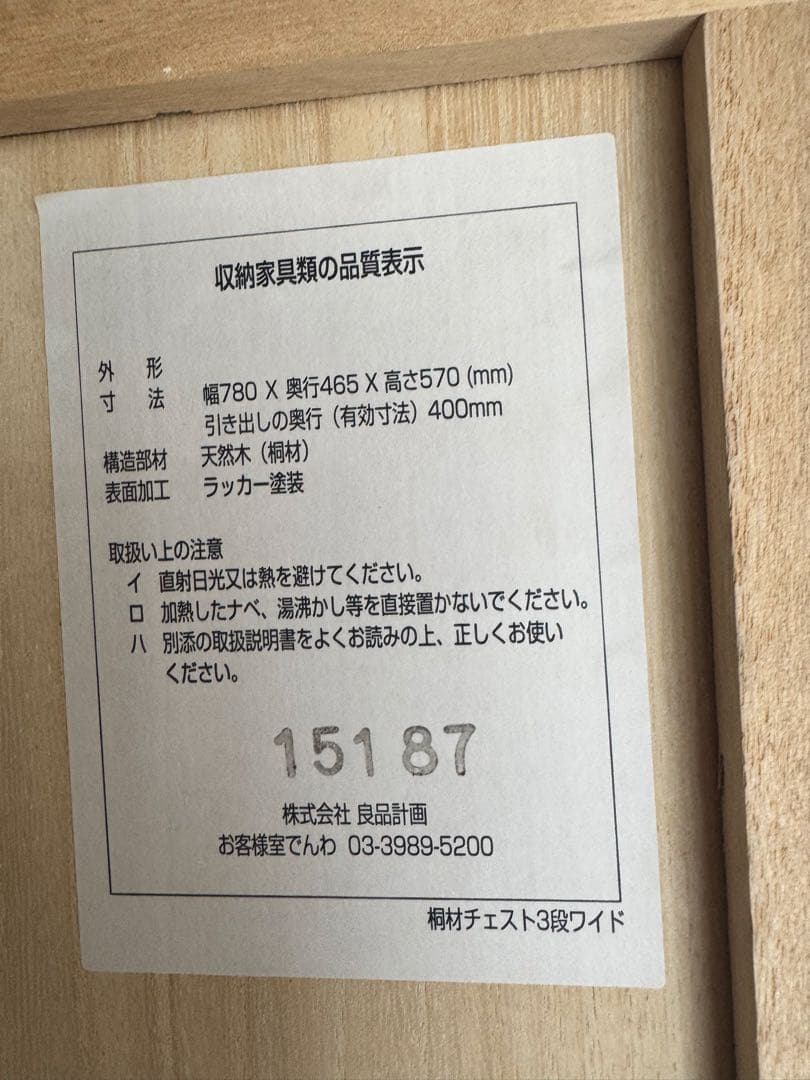 収納家具類の品質表示
外形
寸法 幅780 X 奥行465 X 高さ570 (mm)
引き出しの奥行（有効寸法）400mm
構造部材 天然木（桐材）
表面加工 ラッカー塗装
取扱い上の注意
イ 直射日光又は熱を避けてください。
ロ 加熱したナベ、湯沸かし等を直接置かないでください。
ハ 別添の取扱説明書をよくお読みの上、正しくお使い
ください。
15187
株式会社 良品計画
お客様室でんわ 03-3989-5200
桐材チェスト3段ワイド